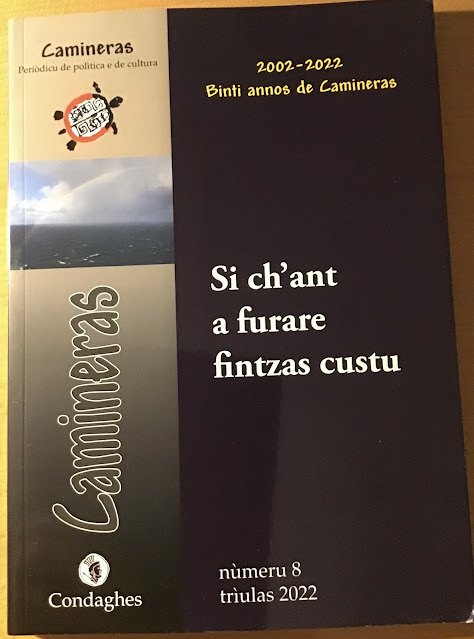 Camineras
Periòdicu de política e de cultura
2002-2022
Binti annos de Camineras
Camineras
Si ch'ant
a furare
fintzas custu
Condaghes
nùmeru 8
trìulas 2022